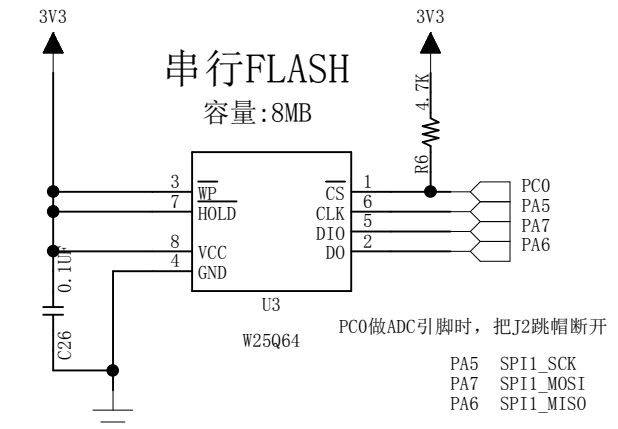 3V3
3V3
串行FLASH
容量:8MB
4.7K
R6
3 WP
7 HOLD
8 VCC
4 GND
CS 1
CLK 6
DIO 5
DO 2
PC0
PA5
PA7
PA6
0.1UF
C26
U3
W25Q64
PC0做ADC引脚时，把J2跳帽断开
PA5 SPI1_SCK
PA7 SPI1_MOSI
PA6 SPI1_MISO